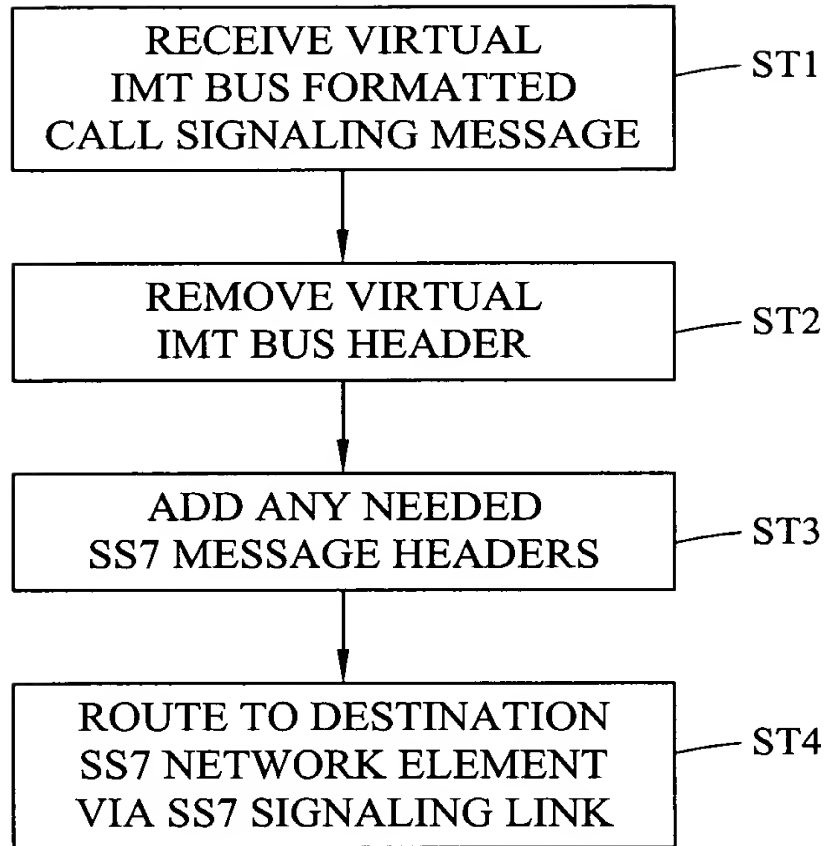 RECEIVE VIRTUAL
IMT BUS FORMATTED
CALL SIGNALING MESSAGE
ST1
REMOVE VIRTUAL
IMT BUS HEADER
ST2
ADD ANY NEEDED
SS7 MESSAGE HEADERS
ST3
ROUTE TO DESTINATION
SS7 NETWORK ELEMENT
VIA SS7 SIGNALING LINK
ST4